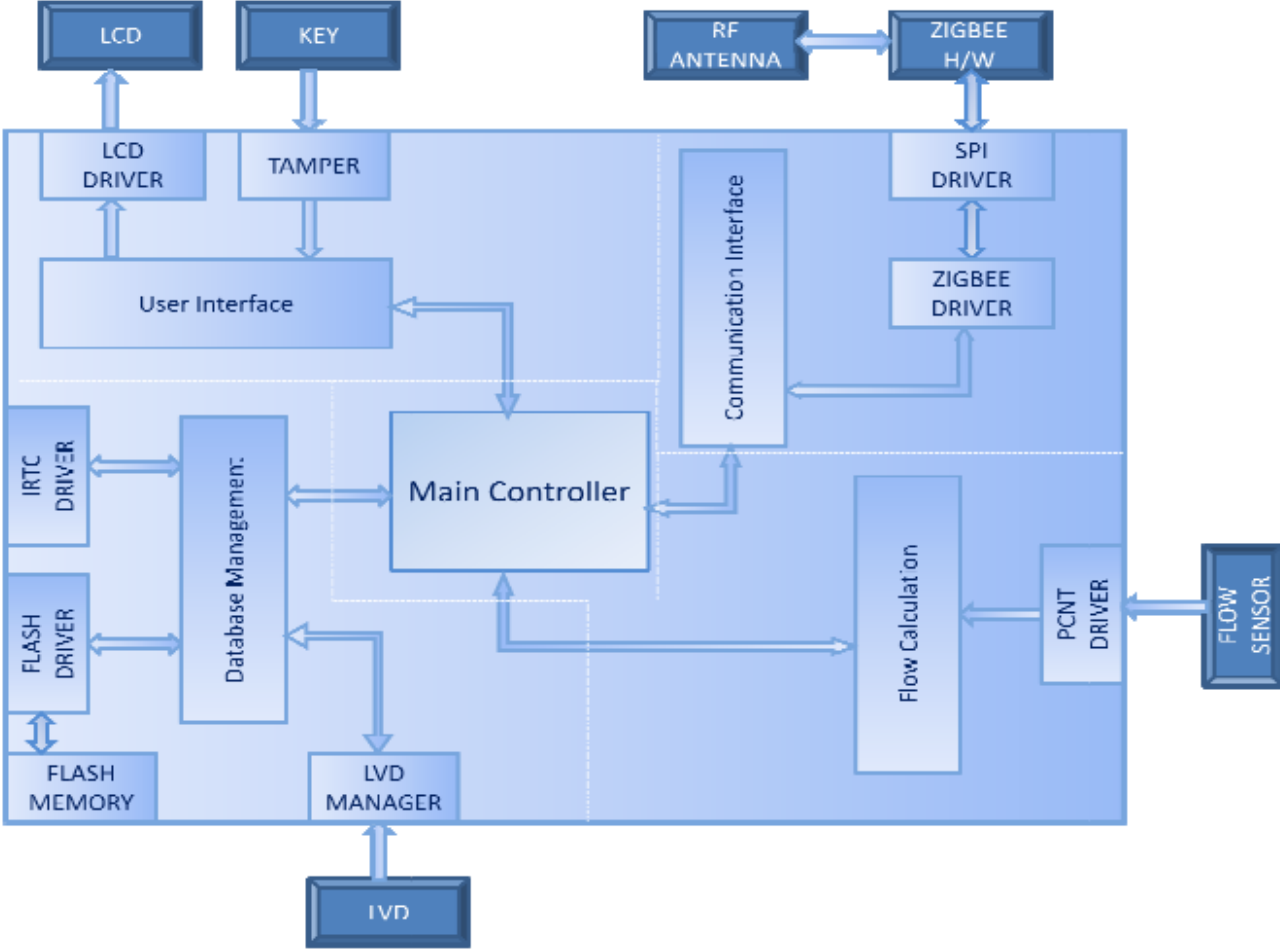 LCD
KEY
RF
ANTENNA
ZIGBEE
H/W
LCD
DRIVER
TAMPER
SPI
DRIVER
User Interface
Communication Interface
ZIGBEE
DRIVER
IRTC
DRIVER
Database Management
Main Controller
FLASH
DRIVER
Flow Calculation
PCNT
DRIVER
FLOW
SENSOR
FLASH
MEMORY
LVD
MANAGER
LVD